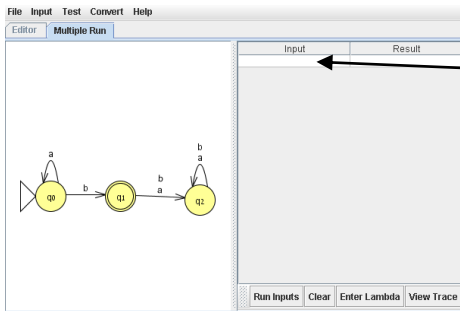 File Input Test Convert Help
Editor Multiple Run
Input Result
a
b
q0
b
q1
b
a
b
a
q2
Run Inputs Clear Enter Lambda View Trace